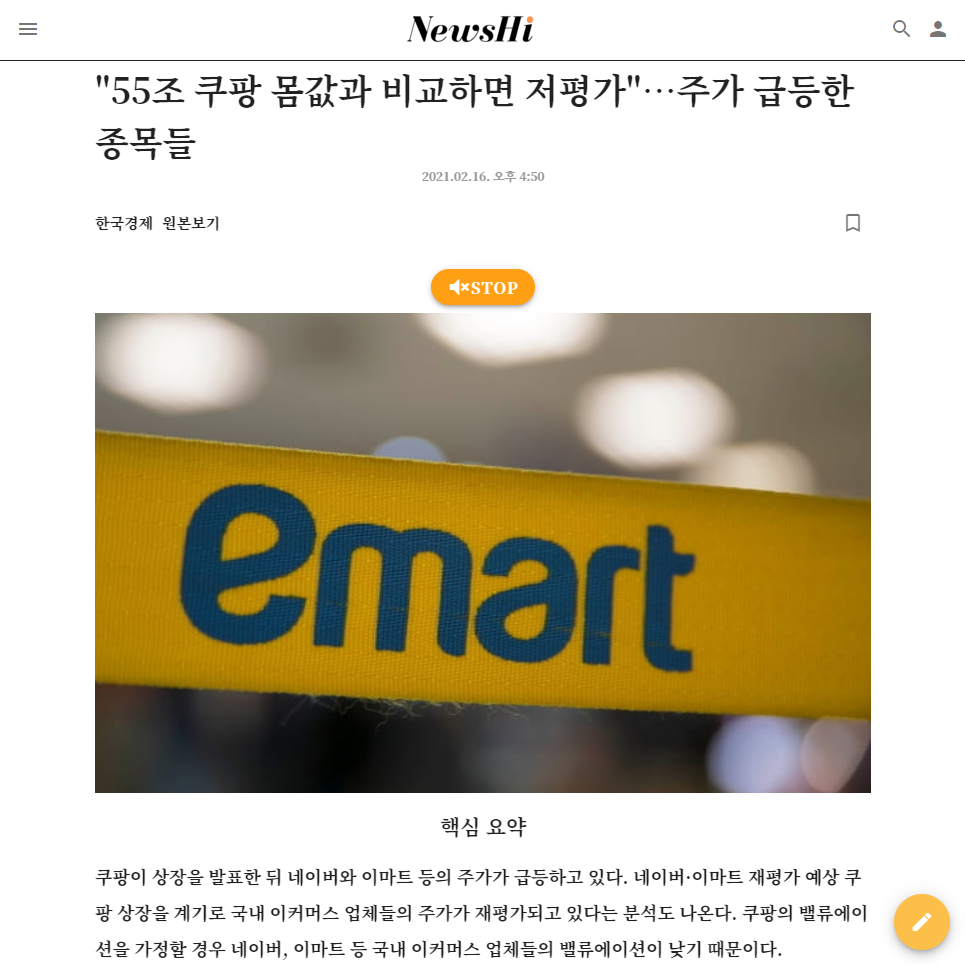 NewsHi
"55조 쿠팡 몸값과 비교하면 저평가"…주가 급등한
종목들
2021.02.16. 오후 4:50
한국경제 원본보기
STOP
emart
핵심 요약
쿠팡이 상장을 발표한 뒤 네이버와 이마트 등의 주가가 급등하고 있다. 네이버·이마트 재평가 예상 쿠
팡 상장을 계기로 국내 이커머스 업체들의 주가가 재평가되고 있다는 분석도 나온다. 쿠팡의 밸류에이
션을 가정할 경우 네이버, 이마트 등 국내 이커머스 업체들의 밸류에이션이 낮기 때문이다.